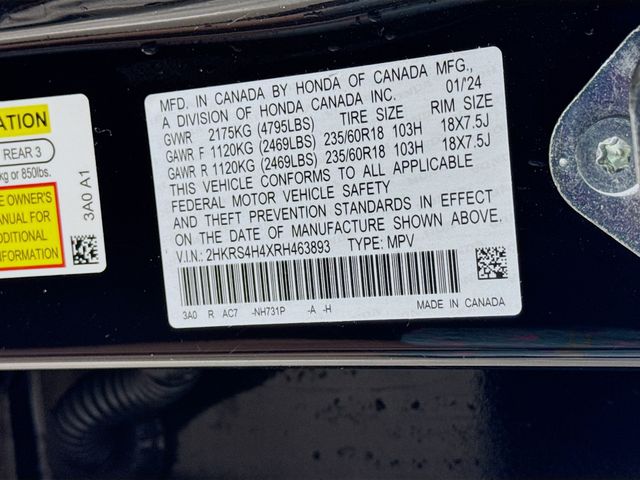 MFD. IN CANADA BY HONDA OF CANADA MFG.,
A DIVISION OF HONDA CANADA INC. 01/24
GVWR 2175KG (4795LBS) TIRE SIZE RIM SIZE
GAWR F 1120KG (2469LBS) 235/60R18 103H 18X7.5J
GAWR R 1120KG (2469LBS) 235/60R18 103H 18X7.5J
THIS VEHICLE CONFORMS TO ALL APPLICABLE
FEDERAL MOTOR VEHICLE SAFETY
AND THEFT PREVENTION STANDARDS IN EFFECT
ON THE DATE OF MANUFACTURE SHOWN ABOVE.
V.I.N.: 2HKRS4H4XRH463893 TYPE: MPV
3A0 R AC7 -NH731P -A -H MADE IN CANADA
ATION
REAR 3
kg or 850lbs.
E OWNER'S
ANUAL FOR
DDITIONAL
NFORMATION
3A0 A1